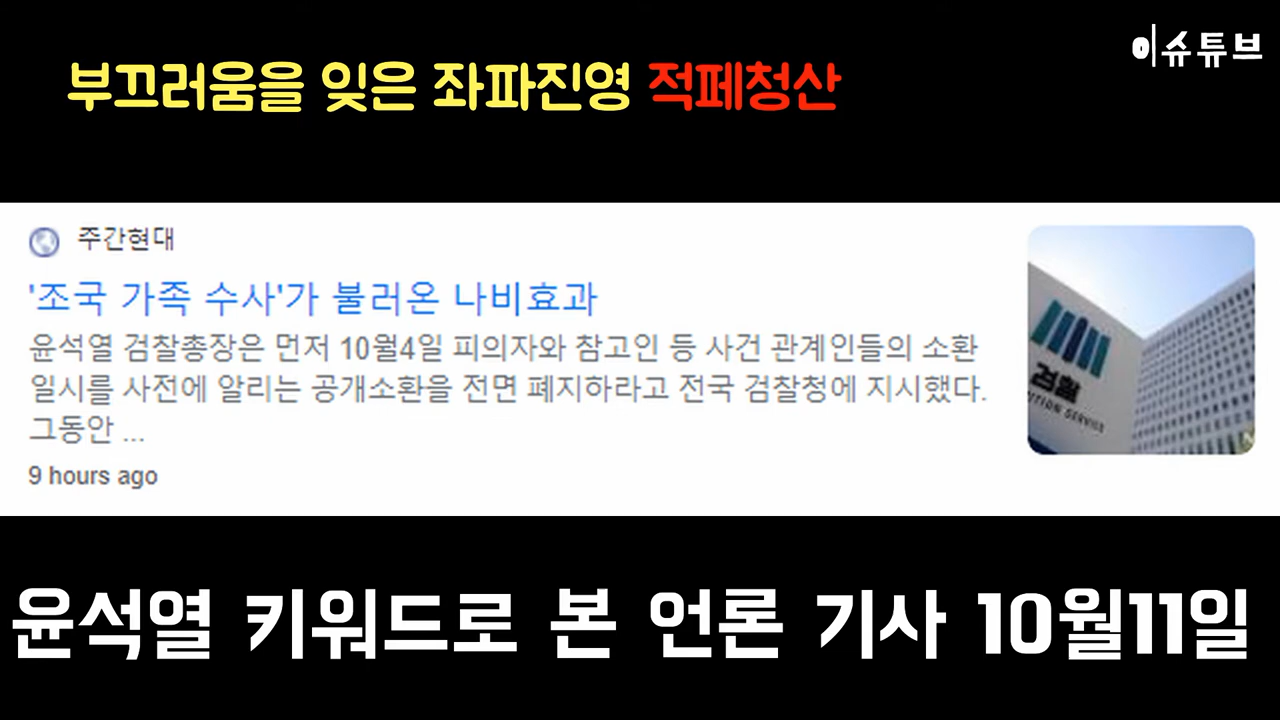 이슈튜브
부끄러움을 잊은 좌파진영 적폐청산
주간현대
'조국 가족 수사'가 불러온 나비효과
윤석열 검찰총장은 먼저 10월4일 피의자와 참고인 등 사건 관계인들의 소환
일시를 사전에 알리는 공개소환을 전면 폐지하라고 전국 검찰청에 지시했다.
그동안 ...
9 hours ago
검찰
UTION SERVICE
윤석열 키워드로 본 언론 기사 10월11일